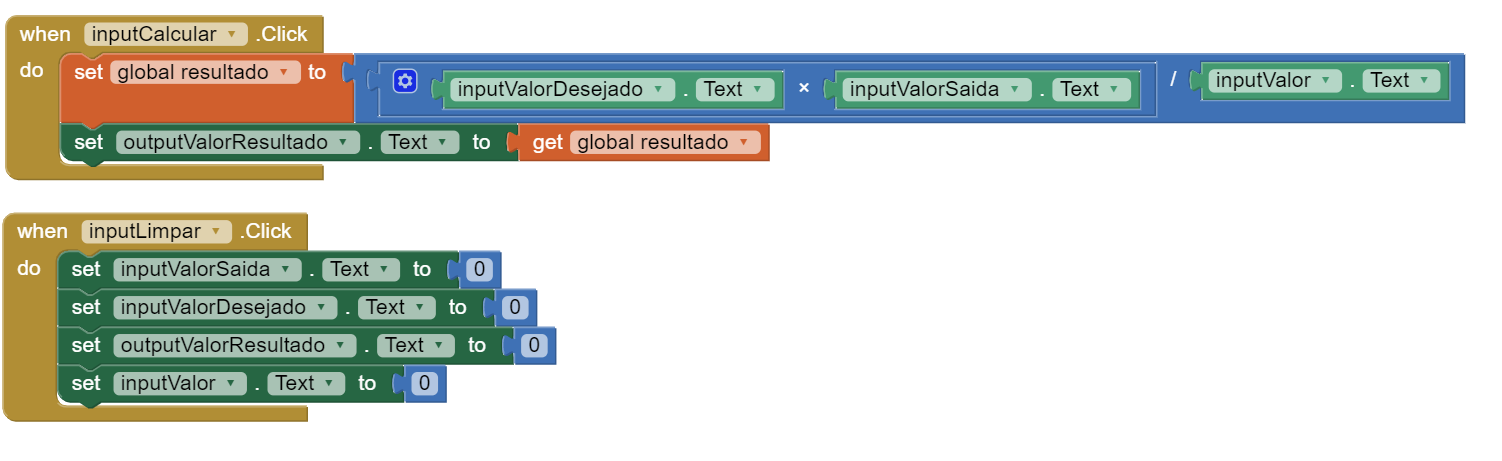 when inputCalcular .Click
do set global resultado to inputValorDesejado . Text × inputValorSaida . Text / inputValor . Text
set outputValorResultado . Text to get global resultado
when inputLimpar .Click
do set inputValorSaida . Text to 0
set inputValorDesejado . Text to 0
set outputValorResultado . Text to 0
set inputValor . Text to 0